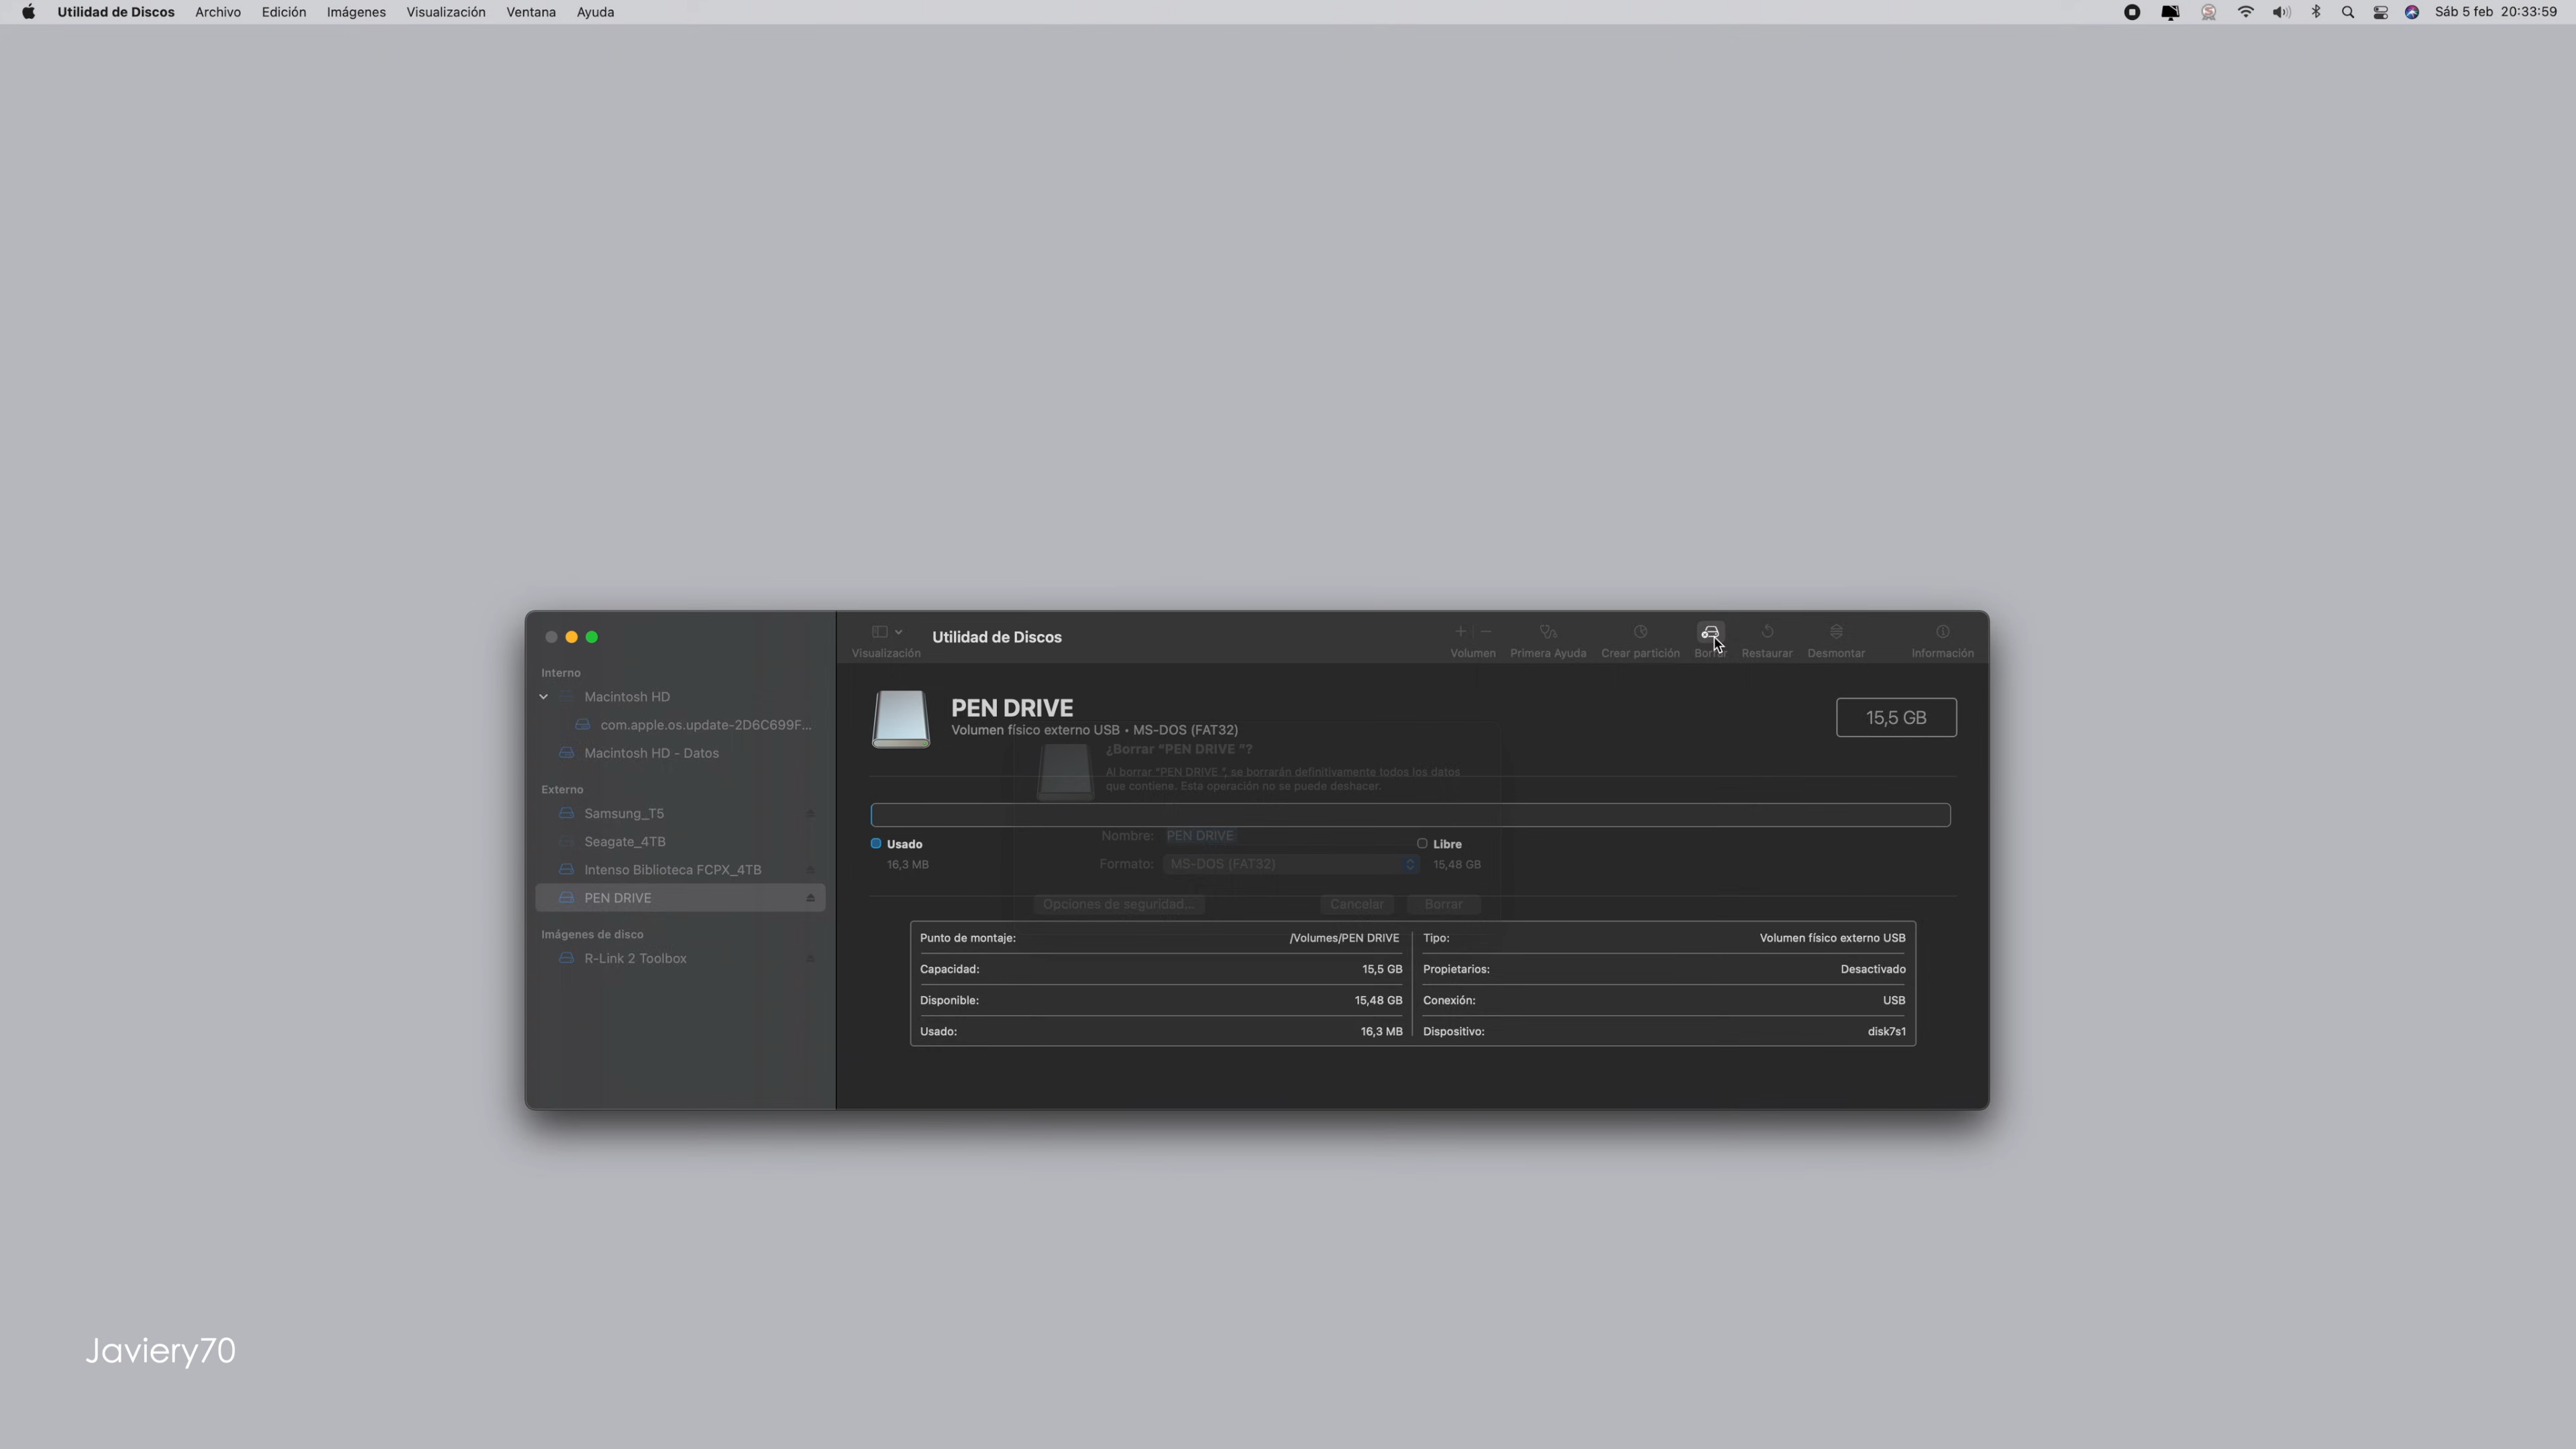 Utilidad de Discos Archivo Edición Imágenes Visualización Ventana Ayuda Sáb 5 feb 20:33:59
Utilidad de Discos
Visualización
Volumen Primera Ayuda Crear partición Borrar Restaurar Desmontar Información
Interno
Macintosh HD
com.apple.os.update-2D6C699F...
Macintosh HD - Datos
Externo
Samsung_T5
Seagate_4TB
Intenso Biblioteca FCPX_4TB
PEN DRIVE
Imágenes de disco
R-Link 2 Toolbox
PEN DRIVE
Volumen físico externo USB • MS-DOS (FAT32)
15,5 GB
¿Borrar “PEN DRIVE ”?
Al borrar “PEN DRIVE ”, se borrarán definitivamente todos los datos
que contiene. Esta operación no se puede deshacer.
Nombre: PEN DRIVE
Formato: MS-DOS (FAT32)
Opciones de seguridad... Cancelar Borrar
Usado
16,3 MB
Libre
15,48 GB
Punto de montaje: /Volumes/PEN DRIVE
Capacidad: 15,5 GB
Disponible: 15,48 GB
Usado: 16,3 MB
Tipo: Volumen físico externo USB
Propietarios: Desactivado
Conexión: USB
Dispositivo: disk7s1
Javiery70